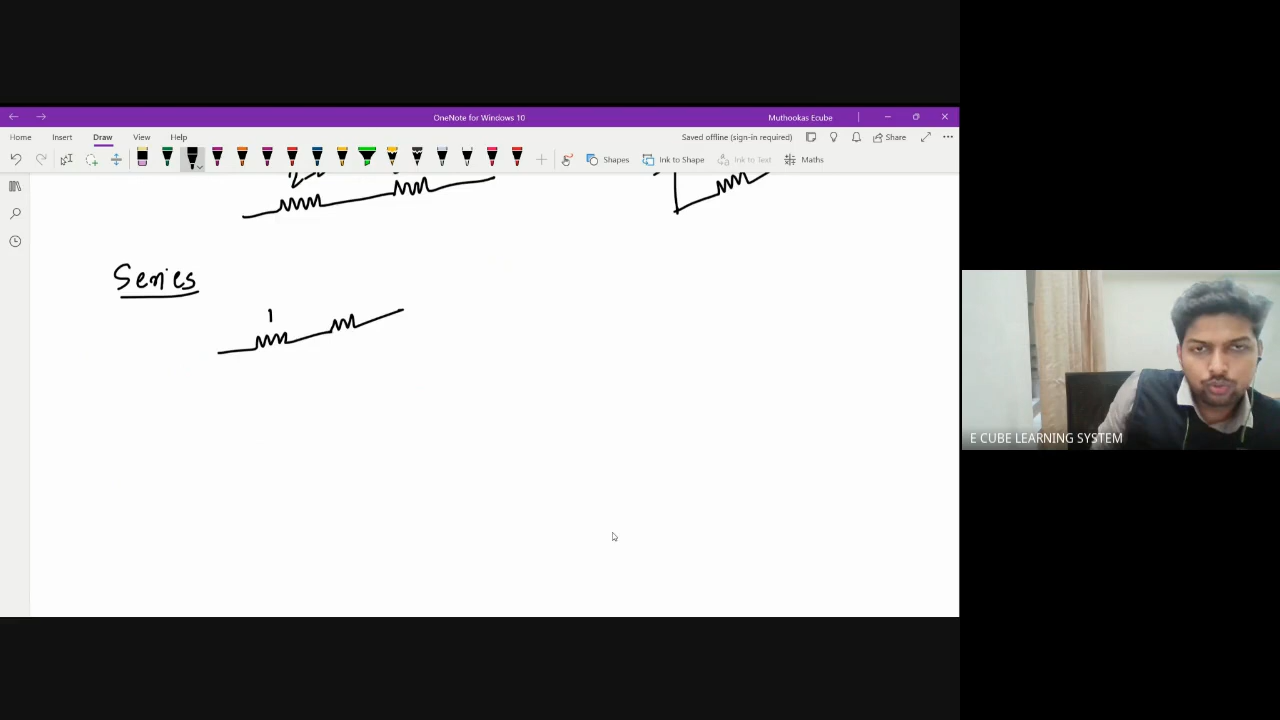 OneNote for Windows 10
Muthookas Ecube
Home Insert Draw View Help
Saved offline (sign-in required)
Share
Shapes
Ink to Shape
Ink to Text
Maths
Series
1
E CUBE LEARNING SYSTEM